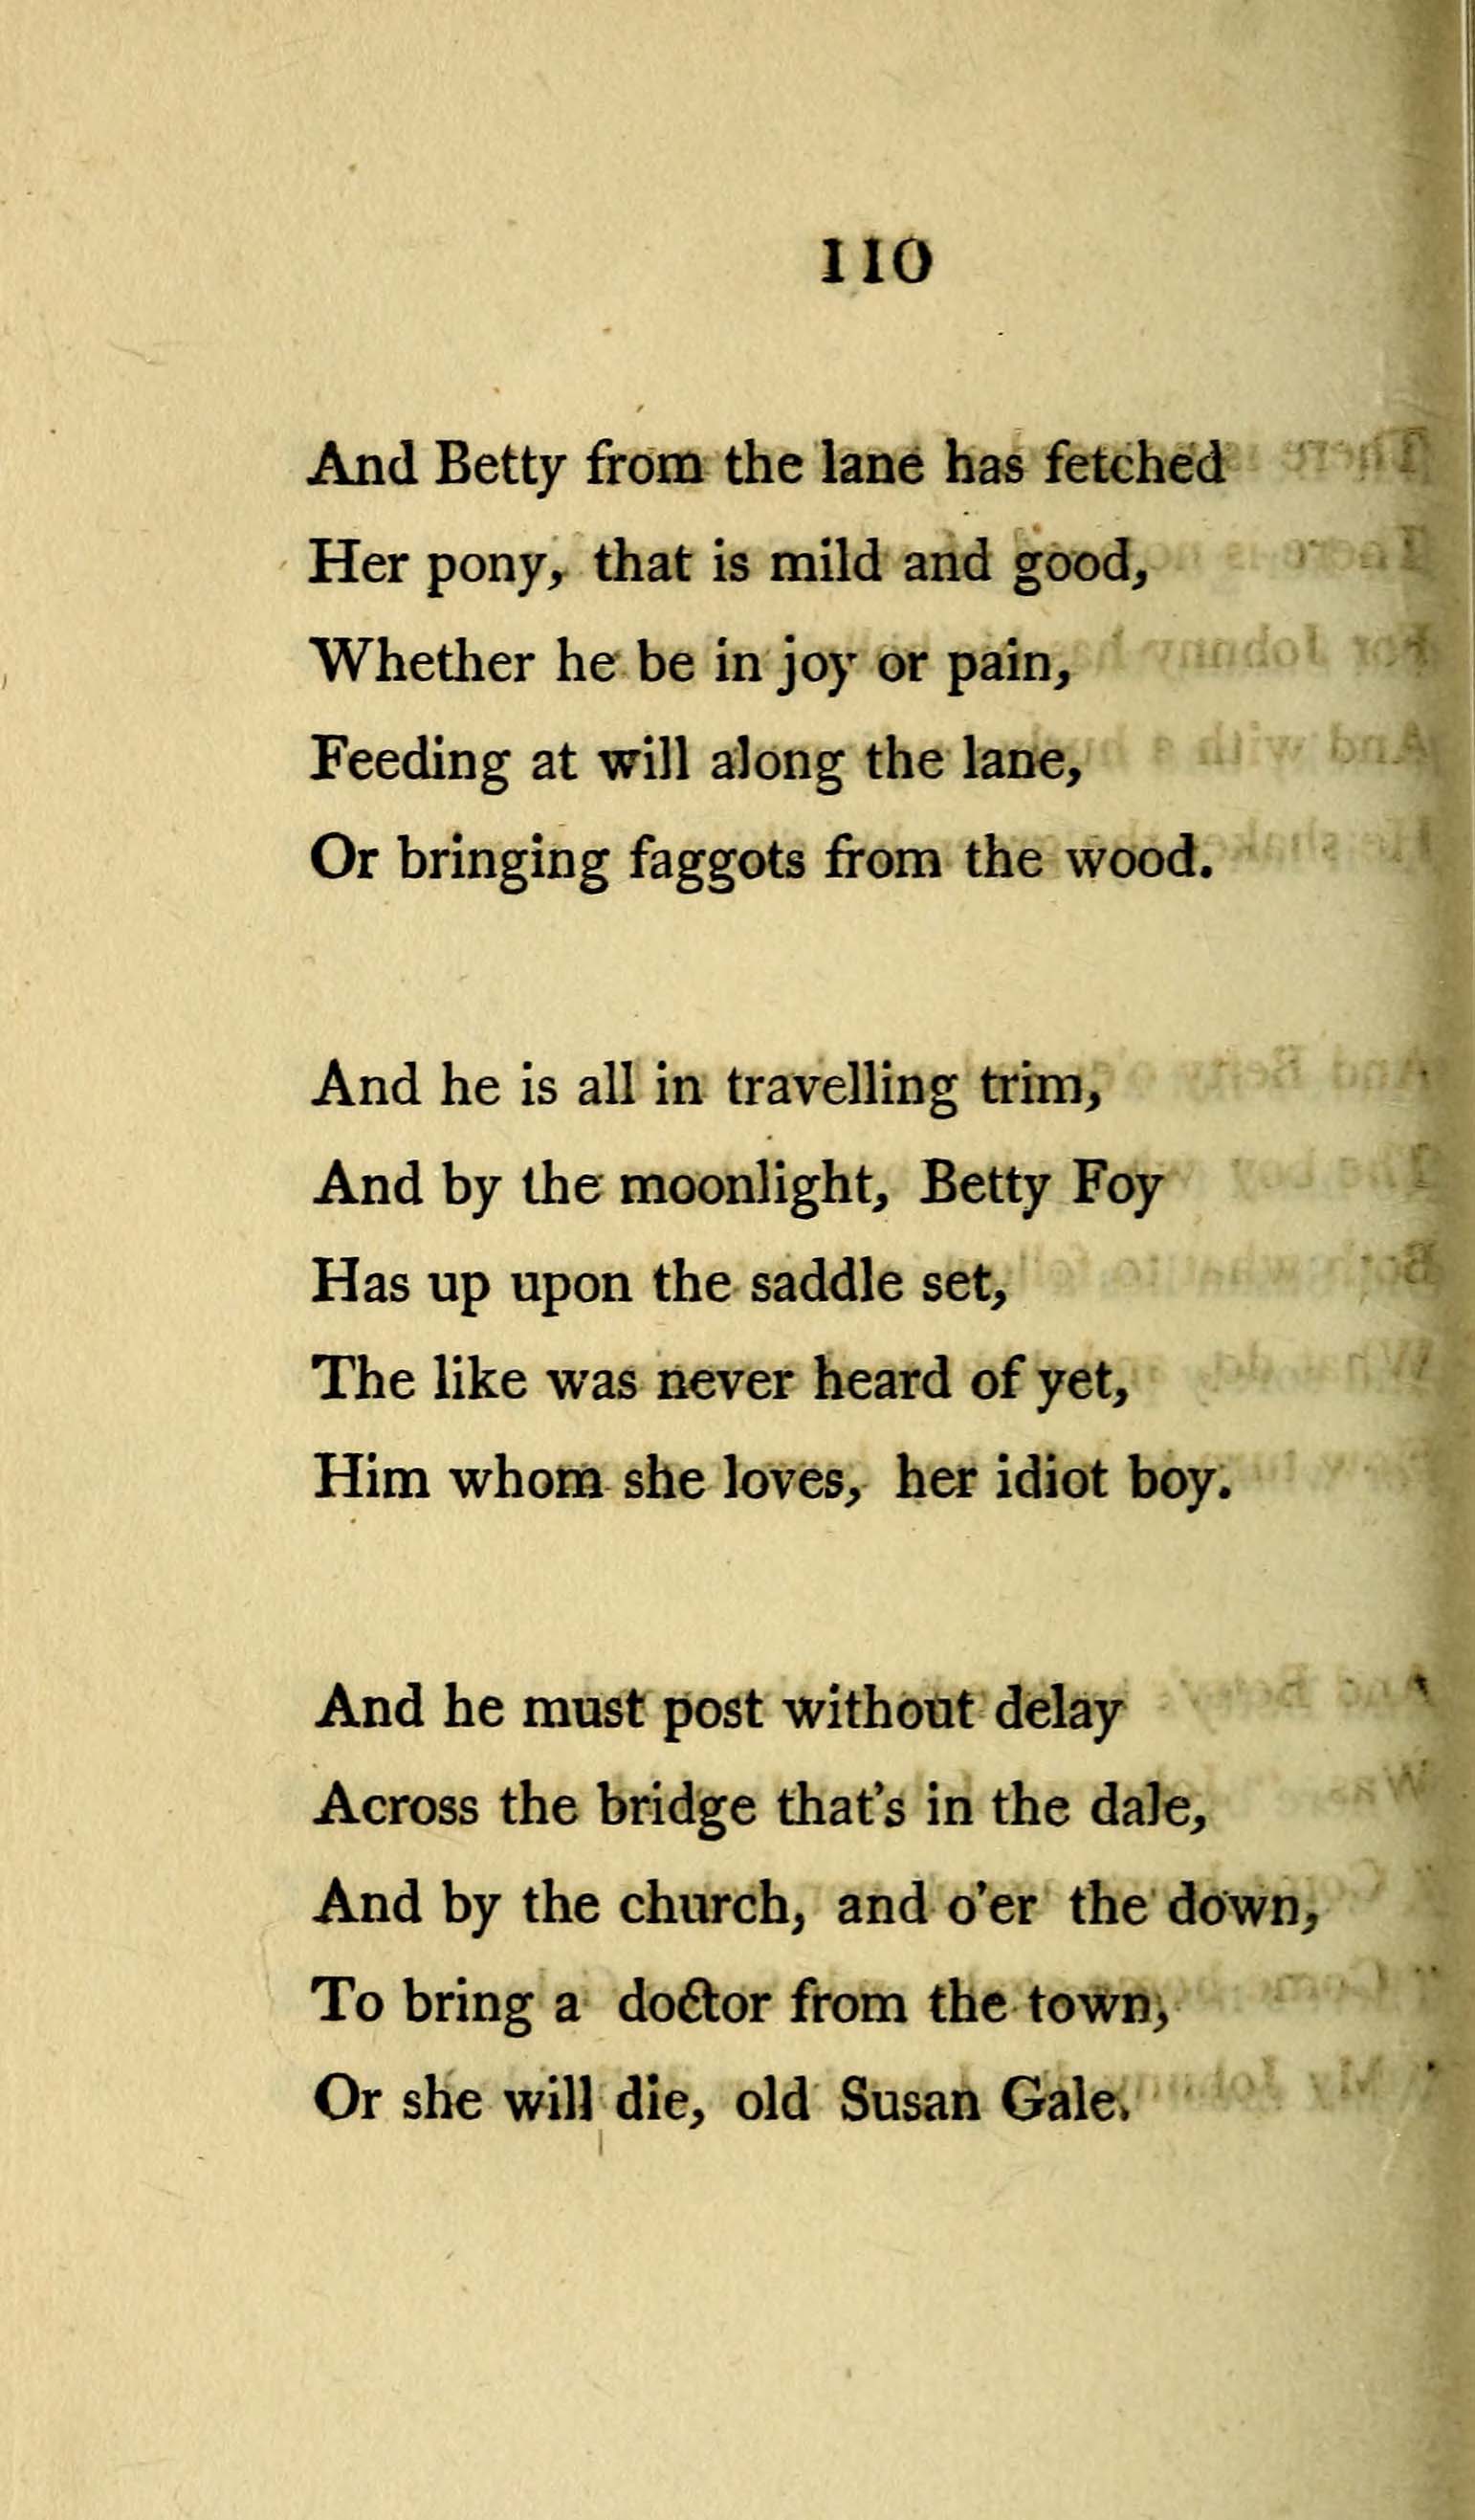 110
And Betty from the lane has fetched
Her pony, that is mild and good,
Whether he be in joy or pain,
Feeding at will along the lane,
Or bringing faggots from the wood.
And he is all in travelling trim,
And by the moonlight, Betty Foy
Has up upon the saddle set,
The like was never heard of yet,
Him whom she loves, her idiot boy.
And he must post without delay
Across the bridge that's in the dale,
And by the church, and o'er the down,
To bring a doctor from the town,
Or she will die, old Susan Gale.